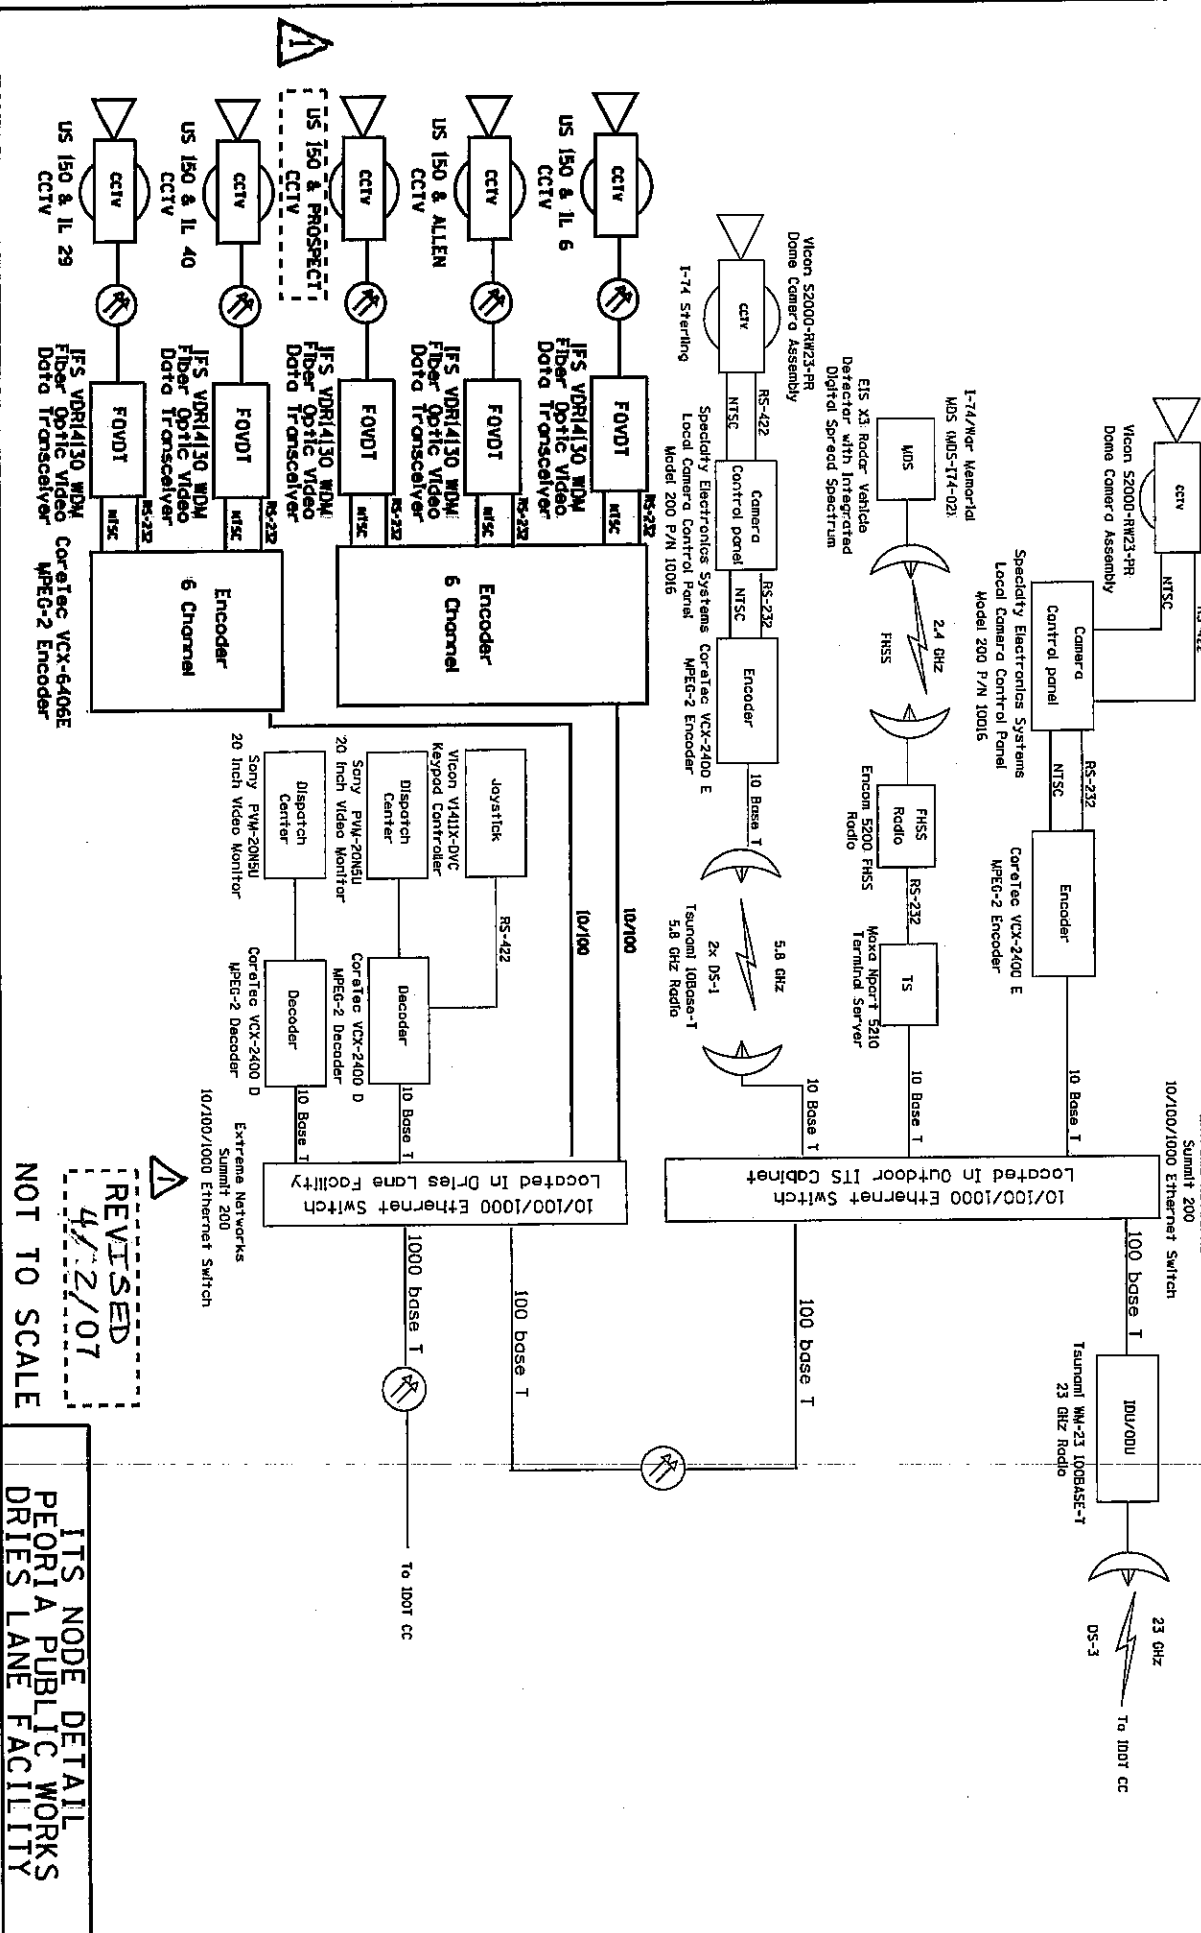 Summit 200
10/100/1000 Ethernet Switch
CCTV
NTSC
Vicon S2000-RW23-PR
Dome Camera Assembly
Camera
Control panel
Specialty Electronics Systems
Local Camera Control Panel
Model 200 P/N 10016
RS-232
NTSC
Encoder
CoreTec VCX-2400 E
MPEG-2 Encoder
10 Base T
I-74/War Memorial
MDS (MDS-I74-02)
MDS
EIS X3 Radar Vehicle
Detector with Integrated
Digital Spread Spectrum
2.4 GHz
FHSS
FHSS
Radio
Encom 5200 FHSS
Radio
RS-232
TS
Moxa Nport 5210
Terminal Server
10 Base T
Vicon S2000-RW23-PR
Dome Camera Assembly
CCTV
I-74 Sterling
RS-422
NTSC
Camera
Control panel
Specialty Electronics Systems
Local Camera Control Panel
Model 200 P/N 10016
RS-232
NTSC
Encoder
CoreTec VCX-2400 E
MPEG-2 Encoder
10 Base T
5.8 GHz
2x DS-1
Tsunami 10Base-T
5.8 GHz Radio
10 Base T
10/100/1000 Ethernet Switch
Located In Outdoor ITS Cabinet
100 base T
IDU/ODU
Tsunami WM-23 100BASE-T
23 GHz Radio
23 GHz
DS-3
To IDOT CC
100 base T
CCTV
US 150 & IL 6
CCTV
FOVDT
IFS VDR14130 WDM
Fiber Optic Video
Data Transceiver
RS-232
NTSC
CCTV
US 150 & ALLEN
CCTV
FOVDT
IFS VDR14130 WDM
Fiber Optic Video
Data Transceiver
RS-232
NTSC
1
CCTV
US 150 & PROSPECT
CCTV
FOVDT
IFS VDR14130 WDM
Fiber Optic Video
Data Transceiver
RS-232
NTSC
Encoder
6 Channel
10/100
CCTV
US 150 & IL 40
CCTV
FOVDT
IFS VDR14130 WDM
Fiber Optic Video
Data Transceiver
RS-232
NTSC
CCTV
US 150 & IL 29
CCTV
FOVDT
IFS VDR14130 WDM
Fiber Optic Video
Data Transceiver
RS-232
NTSC
Encoder
6 Channel
CoreTec VCX-6406E
MPEG-2 Encoder
10/100
Joystick
Vicon V1411X-DVC
Keypad Controller
RS-422
Dispatch
Center
Sony PVM-20N5U
20 Inch Video Monitor
Decoder
CoreTec VCX-2400 D
MPEG-2 Decoder
10 Base T
Dispatch
Center
Sony PVM-20N5U
20 Inch Video Monitor
Decoder
CoreTec VCX-2400 D
MPEG-2 Decoder
10 Base T
10/100/1000 Ethernet Switch
Located In Dries Lane Facility
Extreme Networks
Summit 200
10/100/1000 Ethernet Switch
100 base T
1000 base T
To IDOT CC
1
REVISED
4/2/07
NOT TO SCALE
ITS NODE DETAIL
PEORIA PUBLIC WORKS
DRIES LANE FACILITY